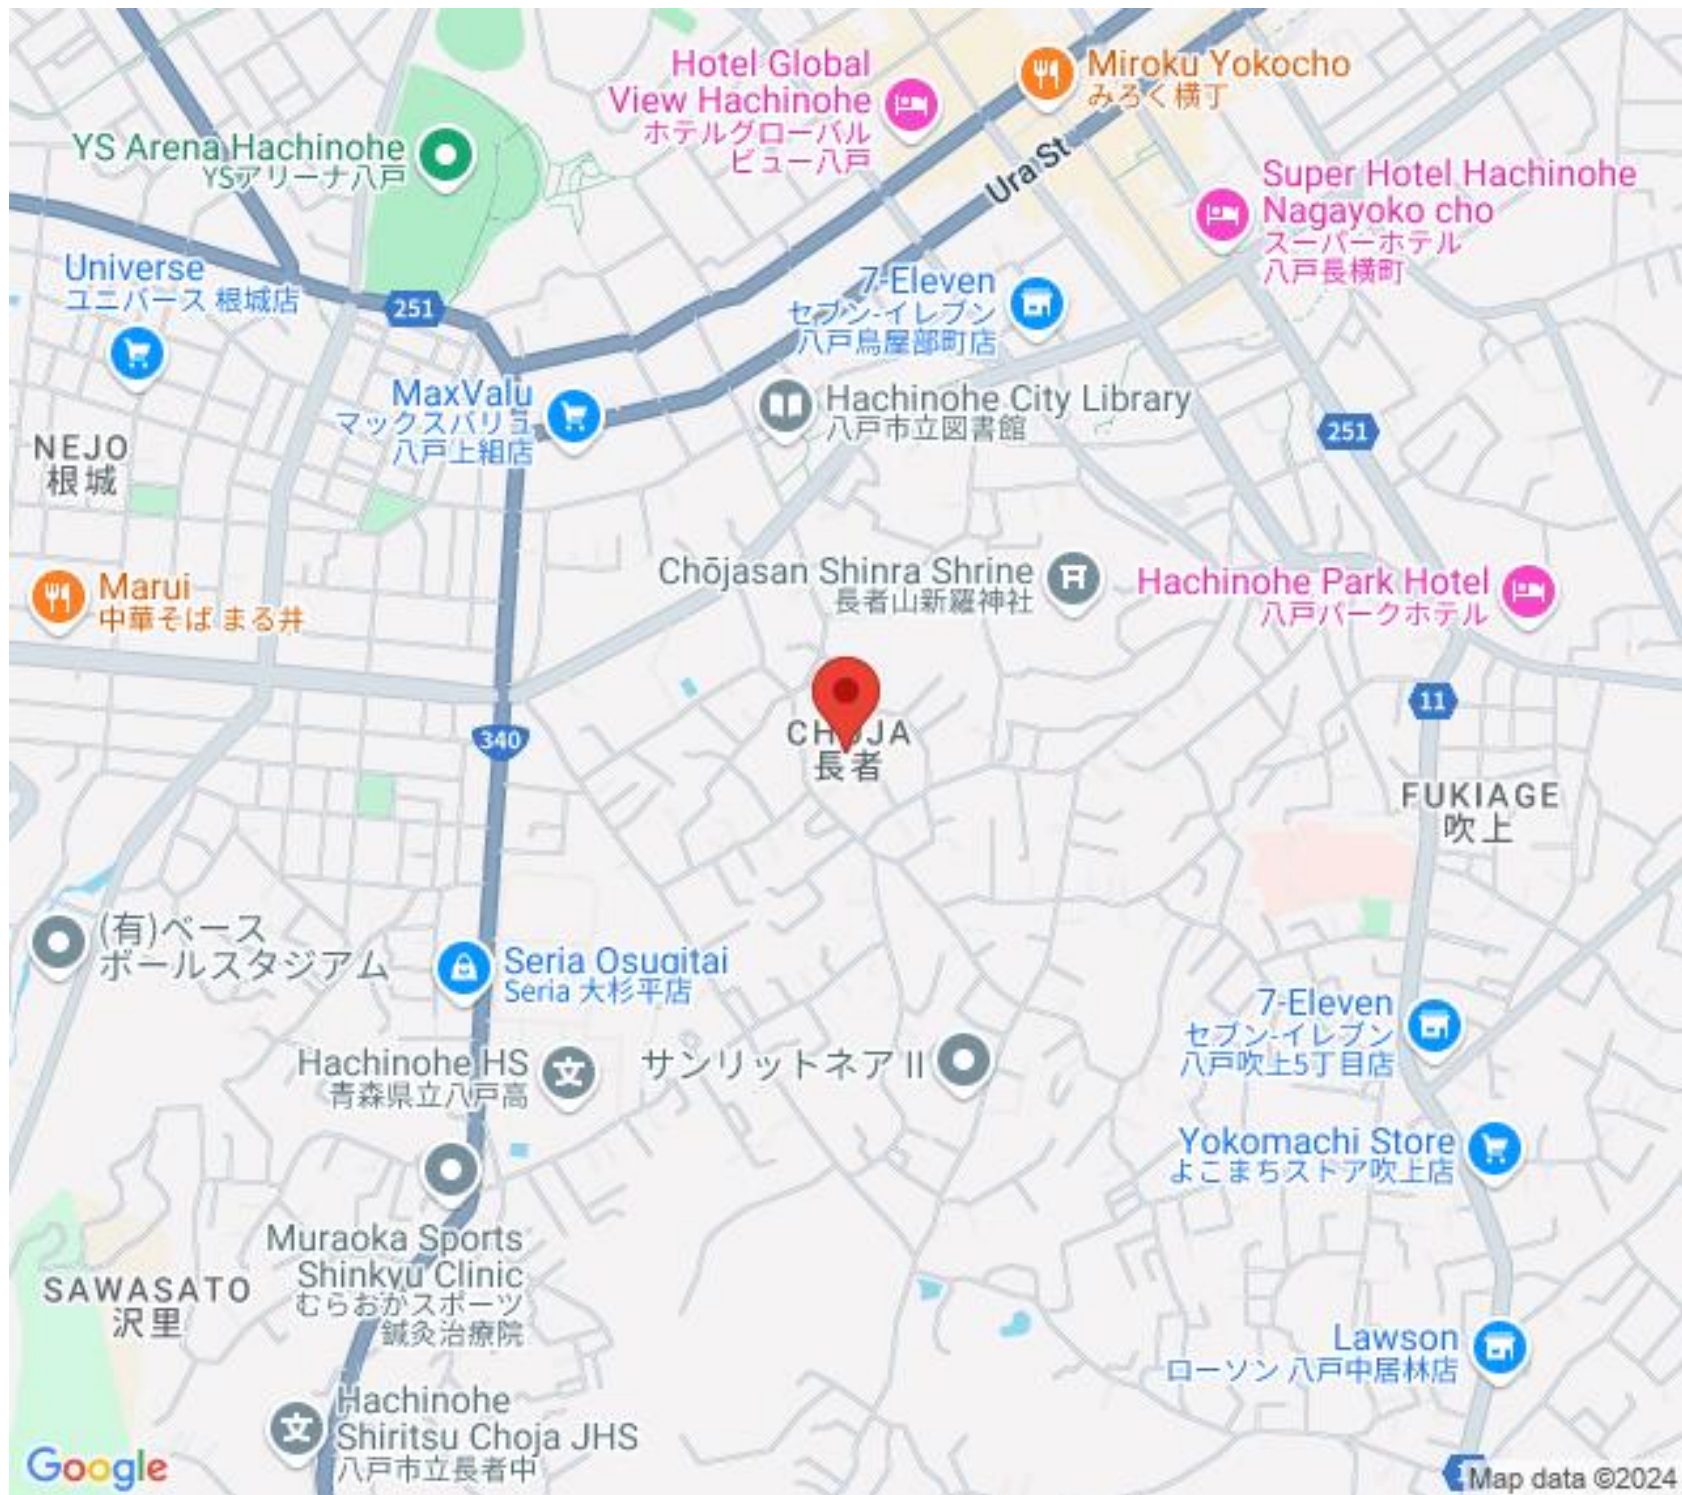 Hotel Global
View Hachinohe
ホテルグローバル
ビュー八戸
Miroku Yokocho
みろく横丁
YS Arena Hachinohe
YSアリーナ八戸
Ura St
Super Hotel Hachinohe
Nagayoko cho
スーパーホテル
八戸長横町
Universe
ユニバース 根城店
251
7-Eleven
セブン-イレブン
八戸鳥屋部町店
MaxValu
マックスバリュ
八戸上組店
Hachinohe City Library
八戸市立図書館
251
NEJO
根城
Chōjasan Shinra Shrine
長者山新羅神社
Hachinohe Park Hotel
八戸パークホテル
Marui
中華そば まる井
340
長者
11
FUKIAGE
吹上
(有)ベース
ボールスタジアム
Seria Osugitai
Seria 大杉平店
7-Eleven
セブン-イレブン
八戸吹上5丁目店
Hachinohe HS
青森県立八戸高
サンリットネアⅡ
Yokomachi Store
よこまちストア吹上店
Muraoka Sports
Shinkyu Clinic
むらおかスポーツ
鍼灸治療院
SAWASATO
沢里
Lawson
ローソン 八戸中居林店
Hachinohe
Shiritsu Choja JHS
八戸市立長者中
Google
Map data ©2024